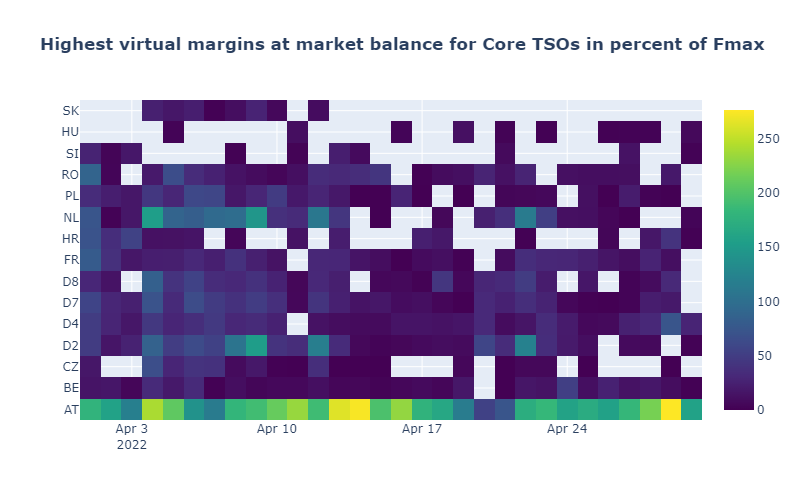 Highest virtual margins at market balance for Core TSOs in percent of Fmax
SK
HU
SI
RO
PL
NL
HR
FR
D8
D7
D4
D2
CZ
BE
AT
Apr 3
2022
Apr 10
Apr 17
Apr 24
250
200
150
100
50
0